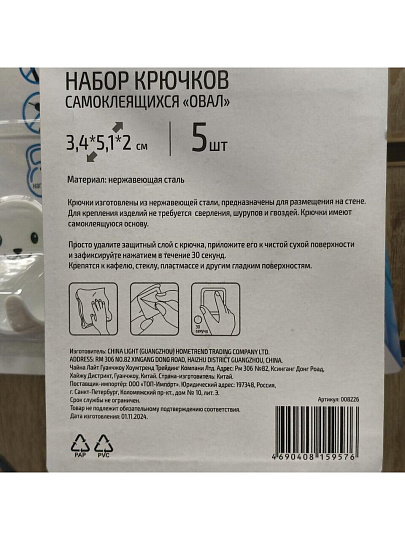 НАБОР КРЮЧКОВ
САМОКЛЕЯЩИХСЯ «ОВАЛ»
3,4*5,1*2 см
5 шт
Материал: нержавеющая сталь
Крючки изготовлены из нержавеющей стали, предназначены для размещения на стене.
Для крепления изделий не требуется сверления, шурупов и гвоздей. Крючки имеют
самоклеющуюся основу.
Просто удалите защитный слой с крючка, приложите его к чистой сухой поверхности
и зафиксируйте нажатием в течение 30 секунд.
Крепятся к кафелю, стеклу, пластмассе и другим гладким поверхностям.
30
секунд
Изготовитель: CHINA LIGHT (GUANGZHOU) HOMETREND TRADING COMPANY LTD.
ADDRESS: RM 306 NO.82 XINGANG DONG ROAD, HAIZHU DISTRICT, GUANGZHOU, CHINA.
Чайна Лайт Гуанчжоу Хоумтренд Трейдинг Компани ЛТД. Адрес: Рм 306 №82, Ксинганг Донг Роад,
Хайжу Дистрикт, Гуанчжоу, Китай. Страна-изготовитель: Китай.
Поставщик-импортёр: ООО «ТОП-Импорт». Юридический адрес: 197348, Россия,
г. Санкт-Петербург, Коломяжский пр-кт., дом № 10, лит. З.
Срок службы не ограничен.
Товар не подлежит обязательному подтверждению соответствия.
Дата изготовления: 01.11.2024.
Артикул: 008226
PAP
PVC
4690408159576